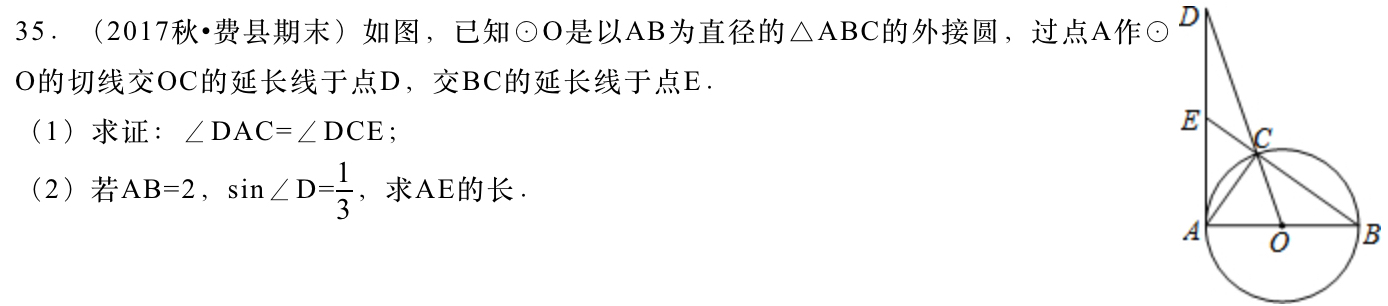 35. （2017秋•费县期末）如图，已知⊙O是以AB为直径的△ABC的外接圆，过点A作⊙
O的切线交OC的延长线于点D，交BC的延长线于点E.
（1）求证：∠DAC=∠DCE；
（2）若AB=2，sin∠D=1/3，求AE的长.
D
E
C
A
O
B